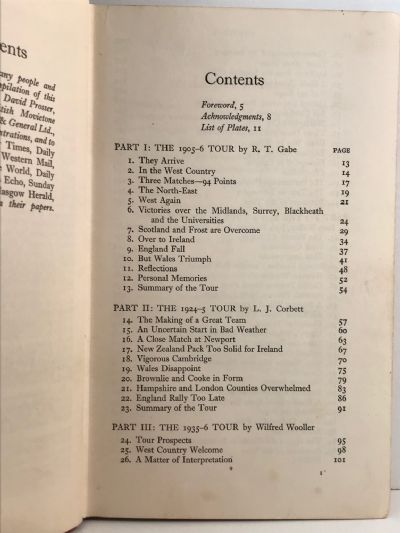 ents
any people and
pilation of this
David Prosser,
itish Movietone
& General Ltd.,
strations, and to
Times, Daily
Western Mail,
e World, Daily
Echo, Sunday
lasgow Herald,
their papers.
Contents
Foreword, 5
Acknowledgments, 8
List of Plates, 11
PART I: THE 1905-6 TOUR by R. T. Gabe PAGE
1. They Arrive 13
2. In the West Country 14
3. Three Matches—94 Points 17
4. The North-East 19
5. West Again 21
6. Victories over the Midlands, Surrey, Blackheath
and the Universities 24
7. Scotland and Frost are Overcome 29
8. Over to Ireland 34
9. England Fall 37
10. But Wales Triumph 41
11. Reflections 48
12. Personal Memories 52
13. Summary of the Tour 54
PART II: THE 1924-5 TOUR by L. J. Corbett
14. The Making of a Great Team 57
15. An Uncertain Start in Bad Weather 60
16. A Close Match at Newport 63
17. New Zealand Pack Too Solid for Ireland 67
18. Vigorous Cambridge 70
19. Wales Disappoint 75
20. Brownlie and Cooke in Form 79
21. Hampshire and London Counties Overwhelmed 83
22. England Rally Too Late 86
23. Summary of the Tour 91
PART III: THE 1935-6 TOUR by Wilfred Wooller
24. Tour Prospects 95
25. West Country Welcome 98
26. A Matter of Interpretation 101
1